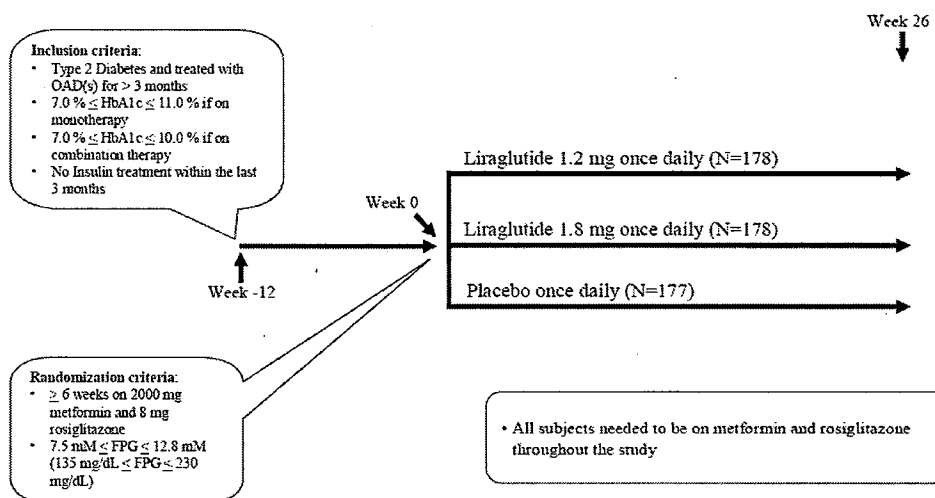 Week 26
Inclusion criteria:
• Type 2 Diabetes and treated with
OAD(s) for > 3 months
• 7.0 % ≤ HbA1c ≤ 11.0 % if on
monotherapy
• 7.0 % ≤ HbA1c ≤ 10.0 % if on
combination therapy
• No Insulin treatment within the last
3 months
Liraglutide 1.2 mg once daily (N=178)
Week 0
Liraglutide 1.8 mg once daily (N=178)
Week -12
Placebo once daily (N=177)
Randomization criteria:
• ≥ 6 weeks on 2000 mg
metformin and 8 mg
rosiglitazone
• 7.5 mM ≤ FPG ≤ 12.8 mM
(135 mg/dL ≤ FPG ≤ 230
mg/dL)
• All subjects needed to be on metformin and rosiglitazone
throughout the study